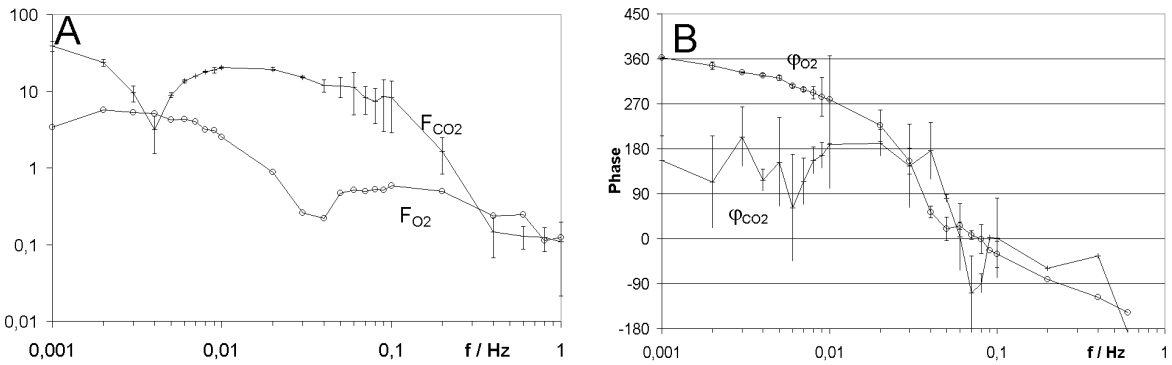 A
100
10
1
0,1
0,01
F_CO2
F_O2
0,001 0,01 0,1 f / Hz 1
B
450
360
270
180
90
0
-90
-180
Phase
φ_O2
φ_CO2
0,001 0,01 f / Hz 0,1 1